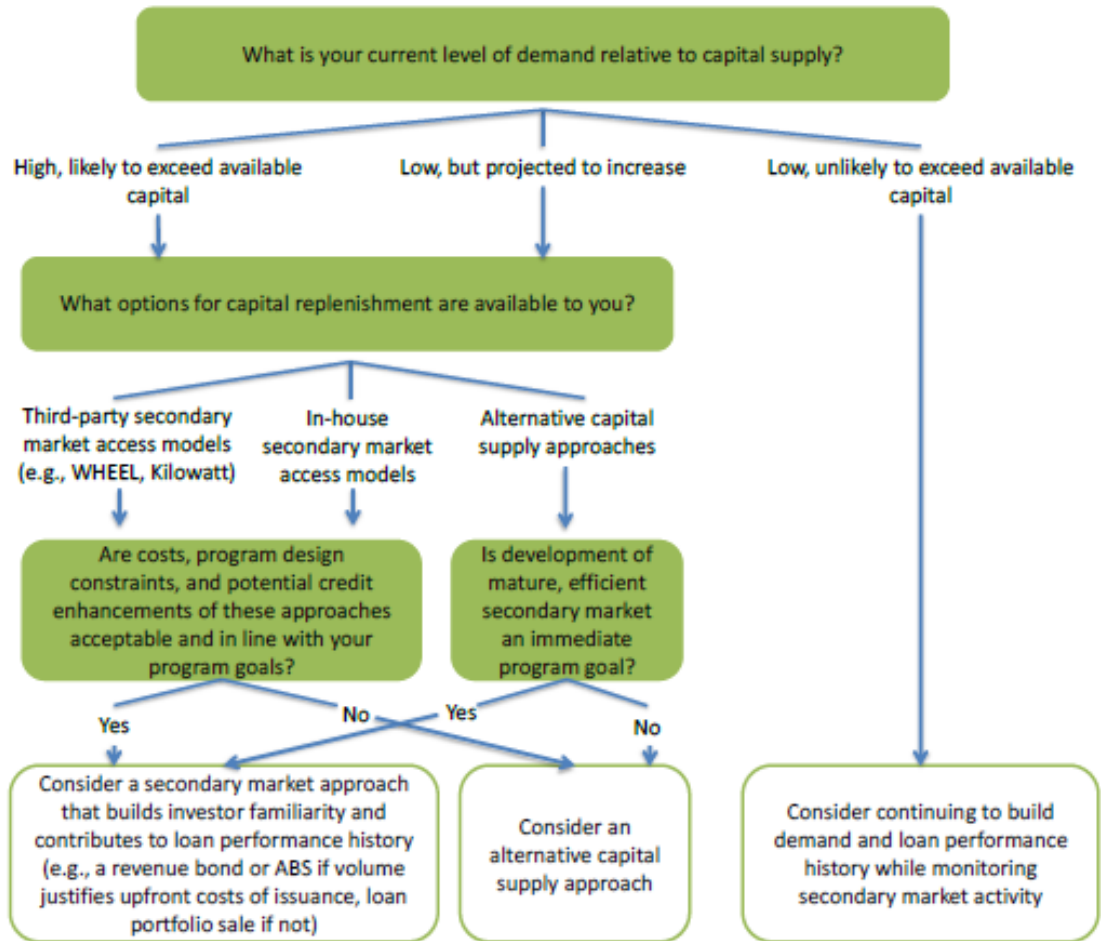 What is your current level of demand relative to capital supply?
High, likely to exceed available
capital
Low, but projected to increase
Low, unlikely to exceed available
capital
What options for capital replenishment are available to you?
Third-party secondary
market access models
(e.g., WHEEL, Kilowatt)
In-house
secondary market
access models
Alternative capital
supply approaches
Are costs, program design
constraints, and potential credit
enhancements of these approaches
acceptable and in line with your
program goals?
Is development of
mature, efficient
secondary market
an immediate
program goal?
Yes
No
Yes
No
Consider a secondary market approach
that builds investor familiarity and
contributes to loan performance history
(e.g., a revenue bond or ABS if volume
justifies upfront costs of issuance, loan
portfolio sale if not)
Consider an
alternative capital
supply approach
Consider continuing to build
demand and loan performance
history while monitoring
secondary market activity